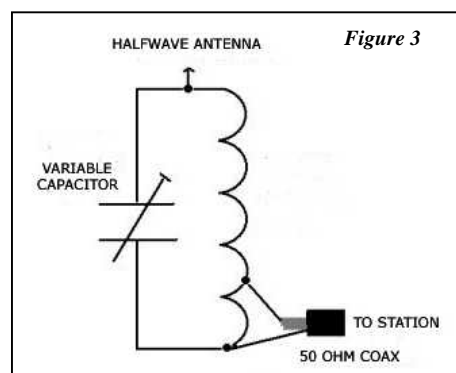 Figure 3
HALFWAVE ANTENNA
VARIABLE
CAPACITOR
TO STATION
50 OHM COAX